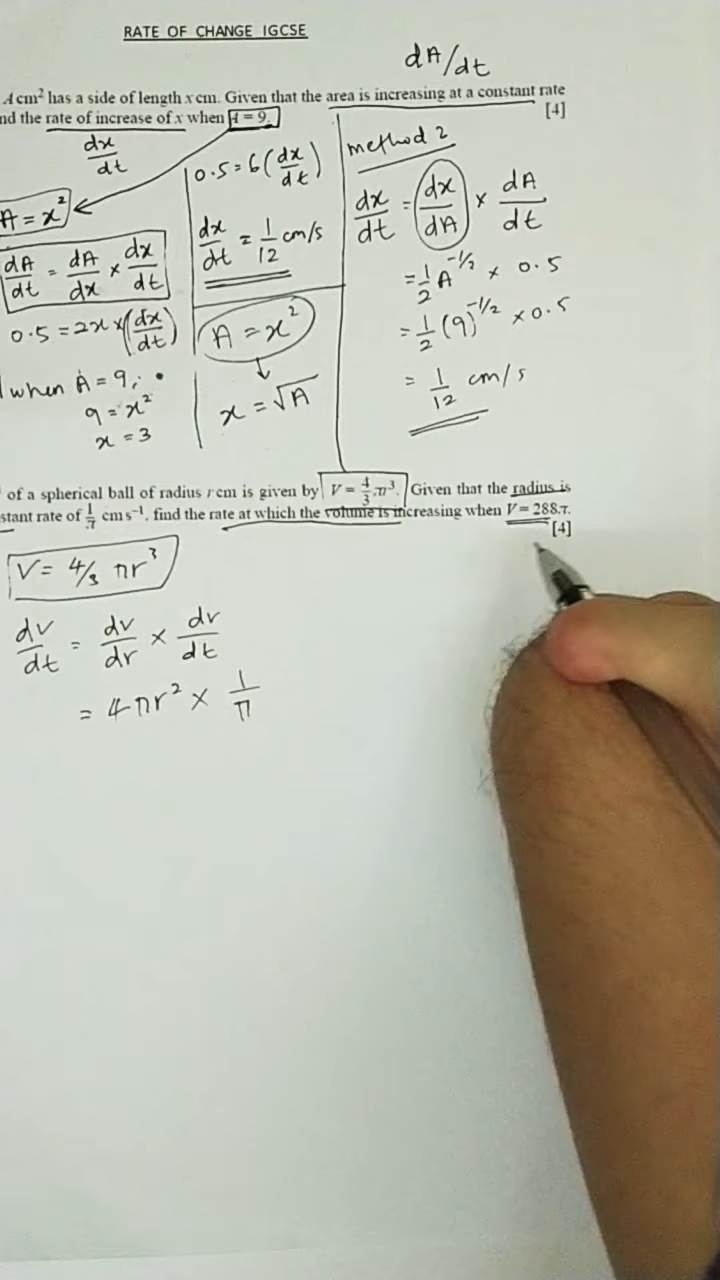 RATE OF CHANGE IGCSE
dA/dt
A cm² has a side of length x cm. Given that the area is increasing at a constant rate
nd the rate of increase of x when A = 9.
[4]
dx/dt
A = x²
dA/dt = dA/dx × dx/dt
0.5 = 2x × (dx/dt)
when A = 9,
9 = x²
x = 3
0.5 = 6 (dx/dt)
dx/dt = 1/12 cm/s
A = x²
x = √A
method 2
dx/dt = dx/dA × dA/dt
= 1/2 A^-1/2 × 0.5
= 1/2 (9)^-1/2 × 0.5
= 1/12 cm/s
of a spherical ball of radius r cm is given by V = 4/3 πr³. Given that the radius is
stant rate of 1/π cm s⁻¹, find the rate at which the volume is increasing when V = 288π.
[4]
V = 4/3 πr³
dv/dt = dv/dr × dr/dt
= 4πr² × 1/π